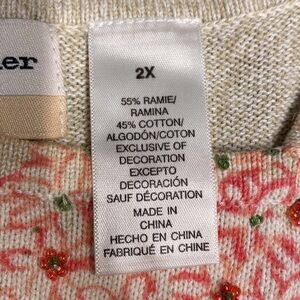 er
2X
55% RAMIE/
RAMINA
45% COTTON/
ALGODÓN/COTON
EXCLUSIVE OF
DECORATION
EXCEPTO
DECORACIÓN
SAUF DÉCORATION
MADE IN
CHINA
HECHO EN CHINA
FABRIQUÉ EN CHINE